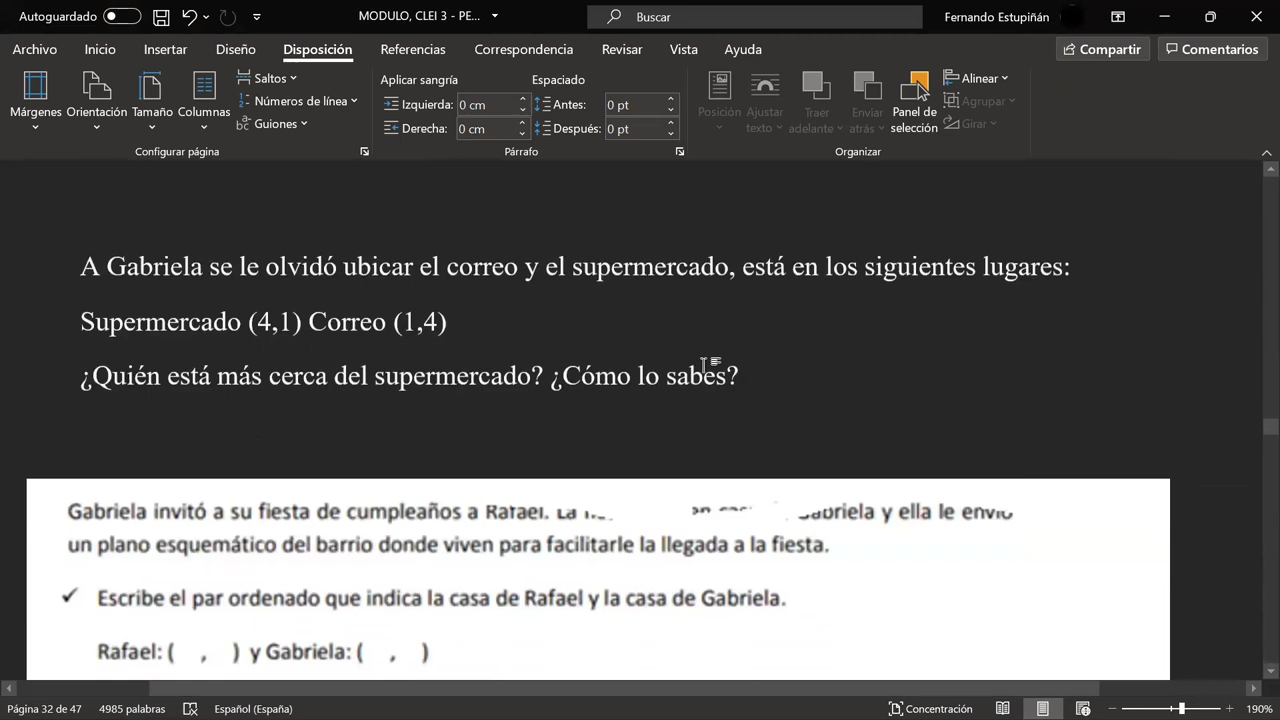 Autoguardado MODULO, CLEI 3 - PE... Buscar Fernando Estupiñán
Archivo Inicio Insertar Diseño Disposición Referencias Correspondencia Revisar Vista Ayuda Compartir Comentarios
Márgenes Orientación Tamaño Columnas
Saltos
Números de línea
Guiones
Configurar página
Aplicar sangría Espaciado
Izquierda: 0 cm Antes: 0 pt
Derecha: 0 cm Después: 0 pt
Párrafo
Posición Ajustar texto Traer adelante Enviar atrás Panel de selección
Alinear
Agrupar
Girar
Organizar
A Gabriela se le olvidó ubicar el correo y el supermercado, está en los siguientes lugares:
Supermercado (4,1) Correo (1,4)
¿Quién está más cerca del supermercado? ¿Cómo lo sabes?
Gabriela invitó a su fiesta de cumpleaños a Rafael. La Gabriela y ella le envío
un plano esquemático del barrio donde viven para facilitarle la llegada a la fiesta.
✓ Escribe el par ordenado que indica la casa de Rafael y la casa de Gabriela.
Rafael: ( , ) y Gabriela: ( , )
Página 32 de 47 4985 palabras Español (España) Concentración 190%